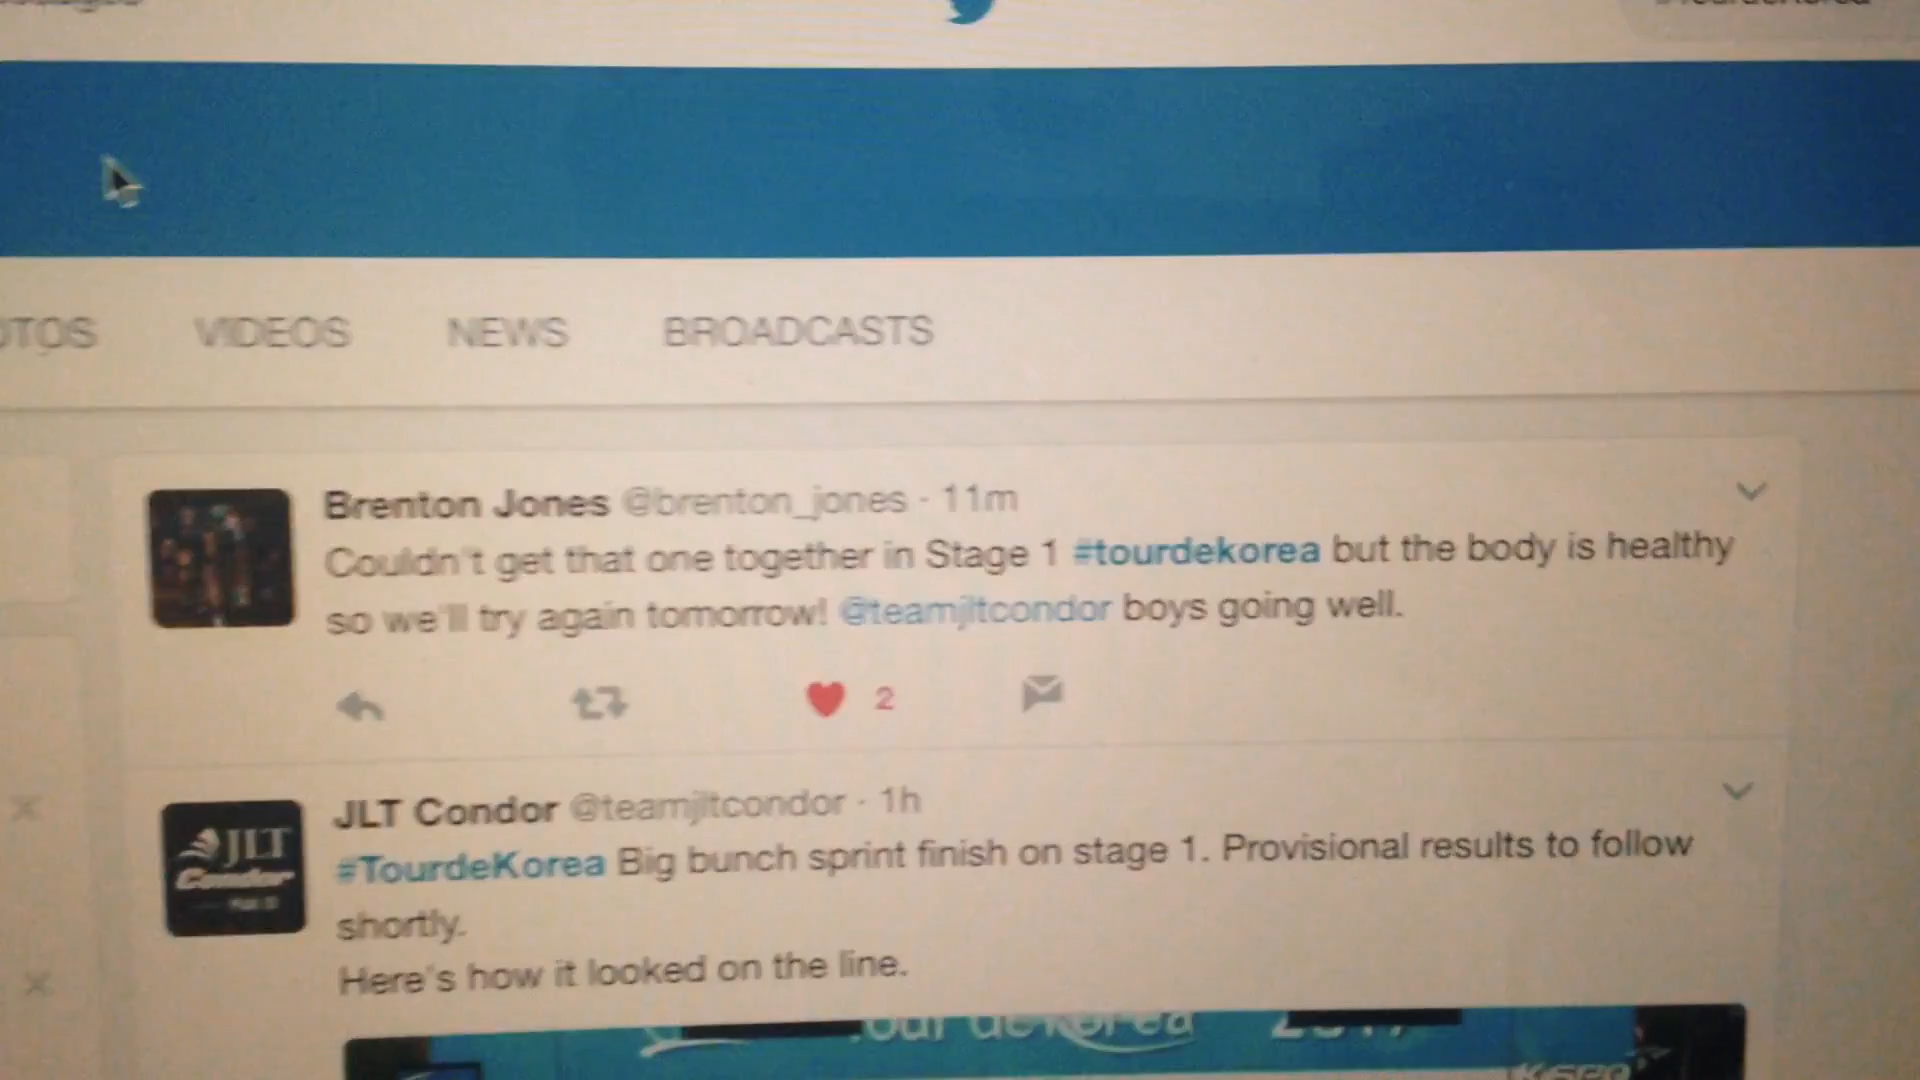 VIDEOS NEWS BROADCASTS
Brenton Jones @brenton_jones · 11m
Couldn't get that one together in Stage 1 #tourdekorea but the body is healthy
so we'll try again tomorrow! @teamjltcondor boys going well.
2
JLT Condor @teamjltcondor · 1h
#TourdeKorea Big bunch sprint finish on stage 1. Provisional results to follow
shortly.
Here's how it looked on the line.
JLT
Condor